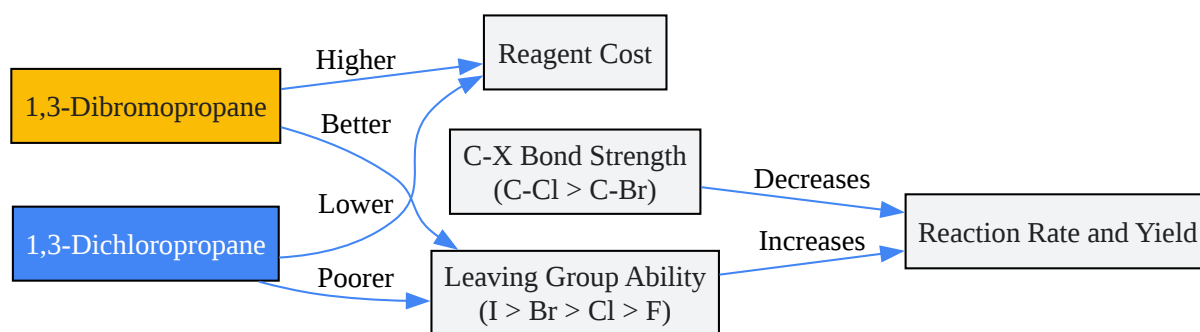 1,3-Dibromopropane
1,3-Dichloropropane
Higher
Better
Lower
Poorer
Reagent Cost
C-X Bond Strength
(C-Cl > C-Br)
Leaving Group Ability
(I > Br > Cl > F)
Decreases
Increases
Reaction Rate and Yield